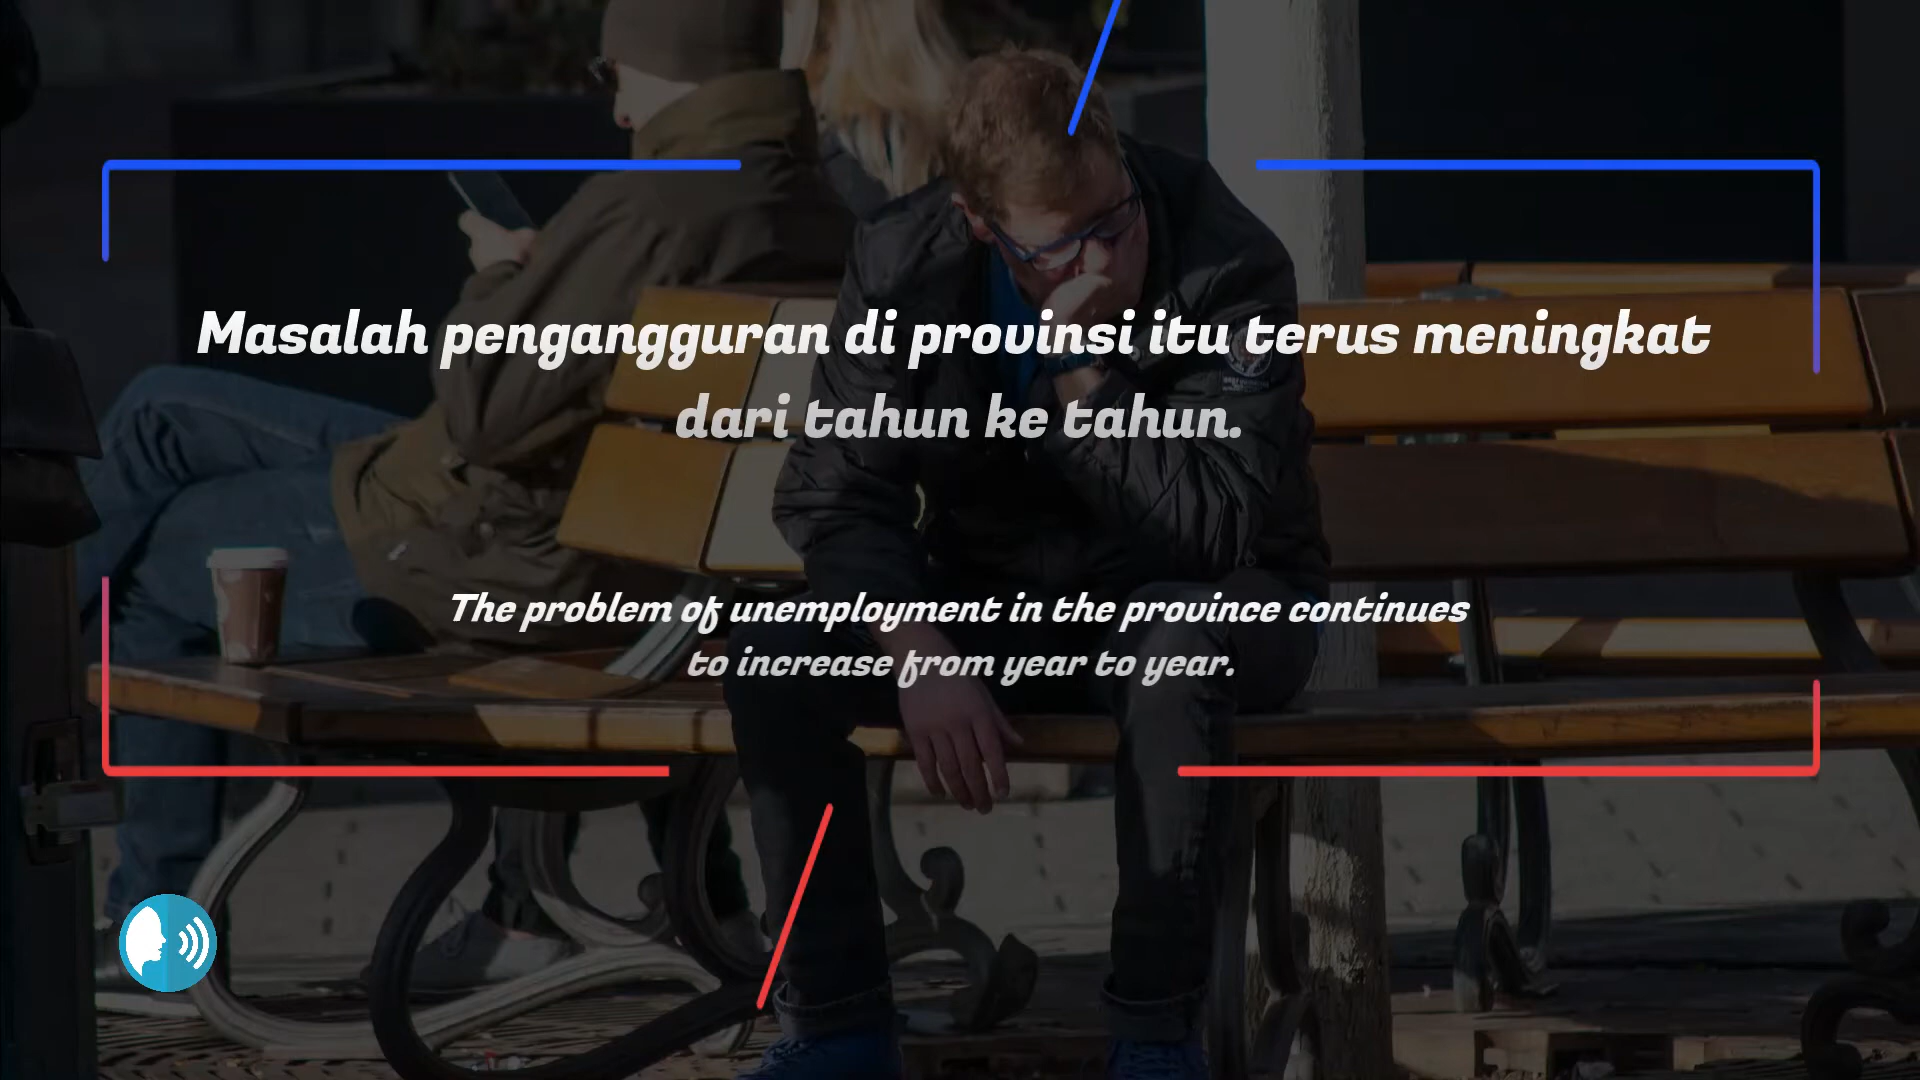 Masalah pengangguran di provinsi itu terus meningkat
dari tahun ke tahun.
The problem of unemployment in the province continues
to increase from year to year.